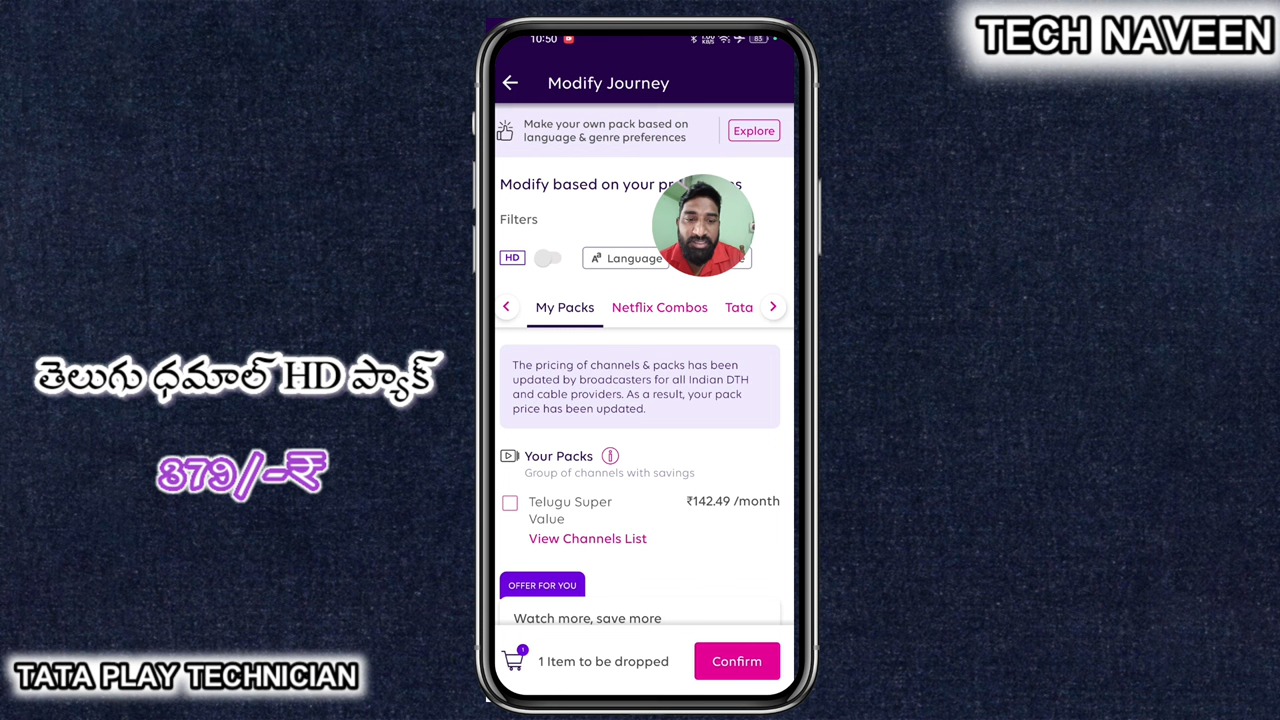 TECH NAVEEN
10:50
83
Modify Journey
Make your own pack based on
language & genre preferences
Explore
Modify based on your
Filters
HD
Language
My Packs
Netflix Combos
Tata
The pricing of channels & packs has been
updated by broadcasters for all Indian DTH
and cable providers. As a result, your pack
price has been updated.
Your Packs
Group of channels with savings
Telugu Super
Value
₹142.49 /month
View Channels List
OFFER FOR YOU
Watch more, save more
1
1 Item to be dropped
Confirm
తెలుగు ధమాల్ HD ప్యాక్
379/-₹
TATA PLAY TECHNICIAN